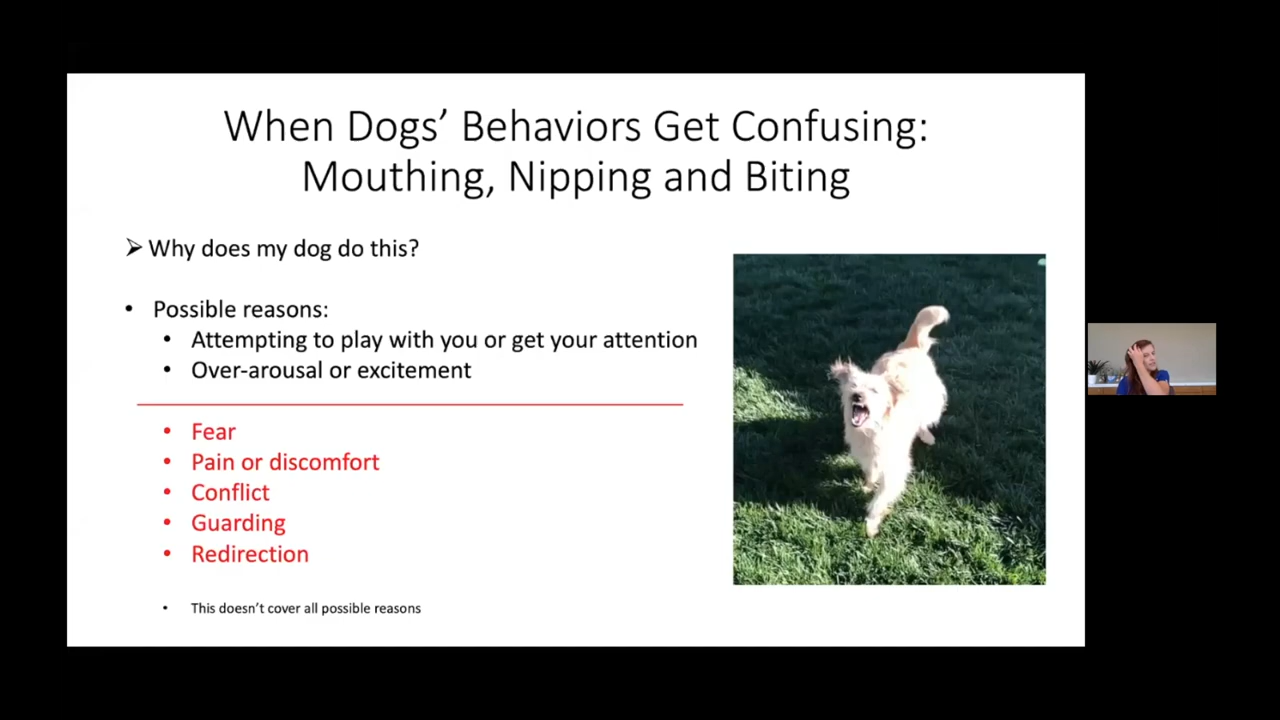 When Dogs’ Behaviors Get Confusing:
Mouthing, Nipping and Biting
➢ Why does my dog do this?
• Possible reasons:
• Attempting to play with you or get your attention
• Over-arousal or excitement
• Fear
• Pain or discomfort
• Conflict
• Guarding
• Redirection
• This doesn’t cover all possible reasons